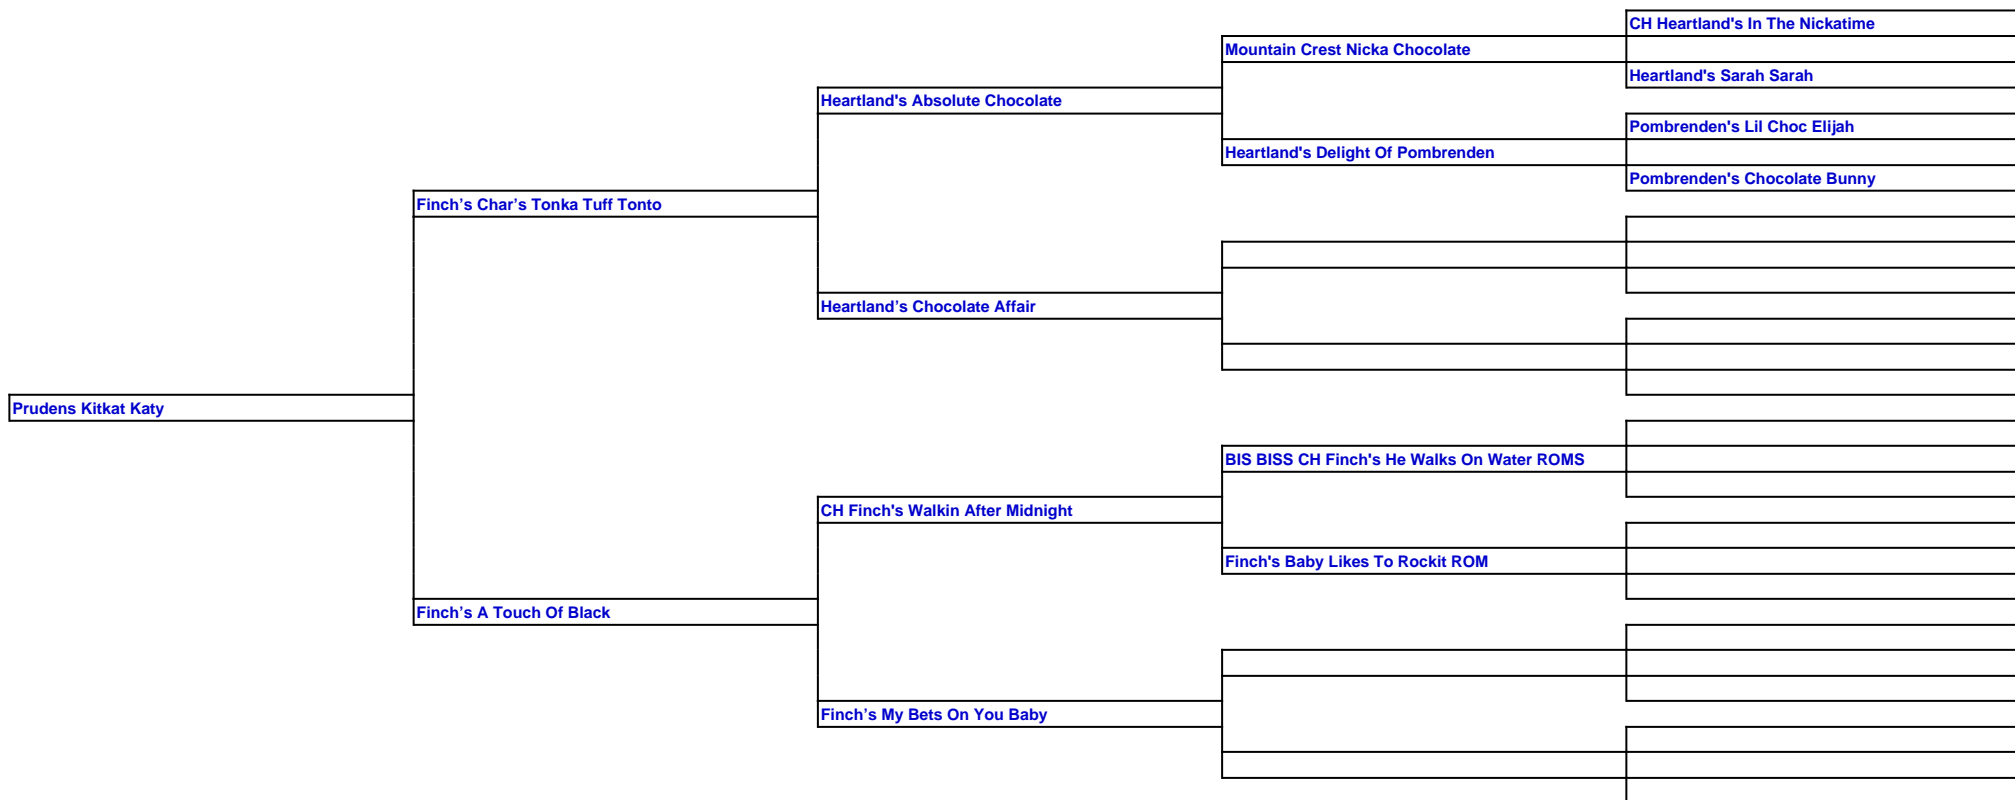 CH Heartland's In The Nickatime
Mountain Crest Nicka Chocolate
Heartland's Sarah Sarah
Heartland's Absolute Chocolate
Pombrenden's Lil Choc Elijah
Heartland's Delight Of Pombrenden
Pombrenden's Chocolate Bunny
Finch’s Char’s Tonka Tuff Tonto
Heartland’s Chocolate Affair
Prudens Kitkat Katy
BIS BISS CH Finch's He Walks On Water ROMS
CH Finch's Walkin After Midnight
Finch's Baby Likes To Rockit ROM
Finch’s A Touch Of Black
Finch’s My Bets On You Baby